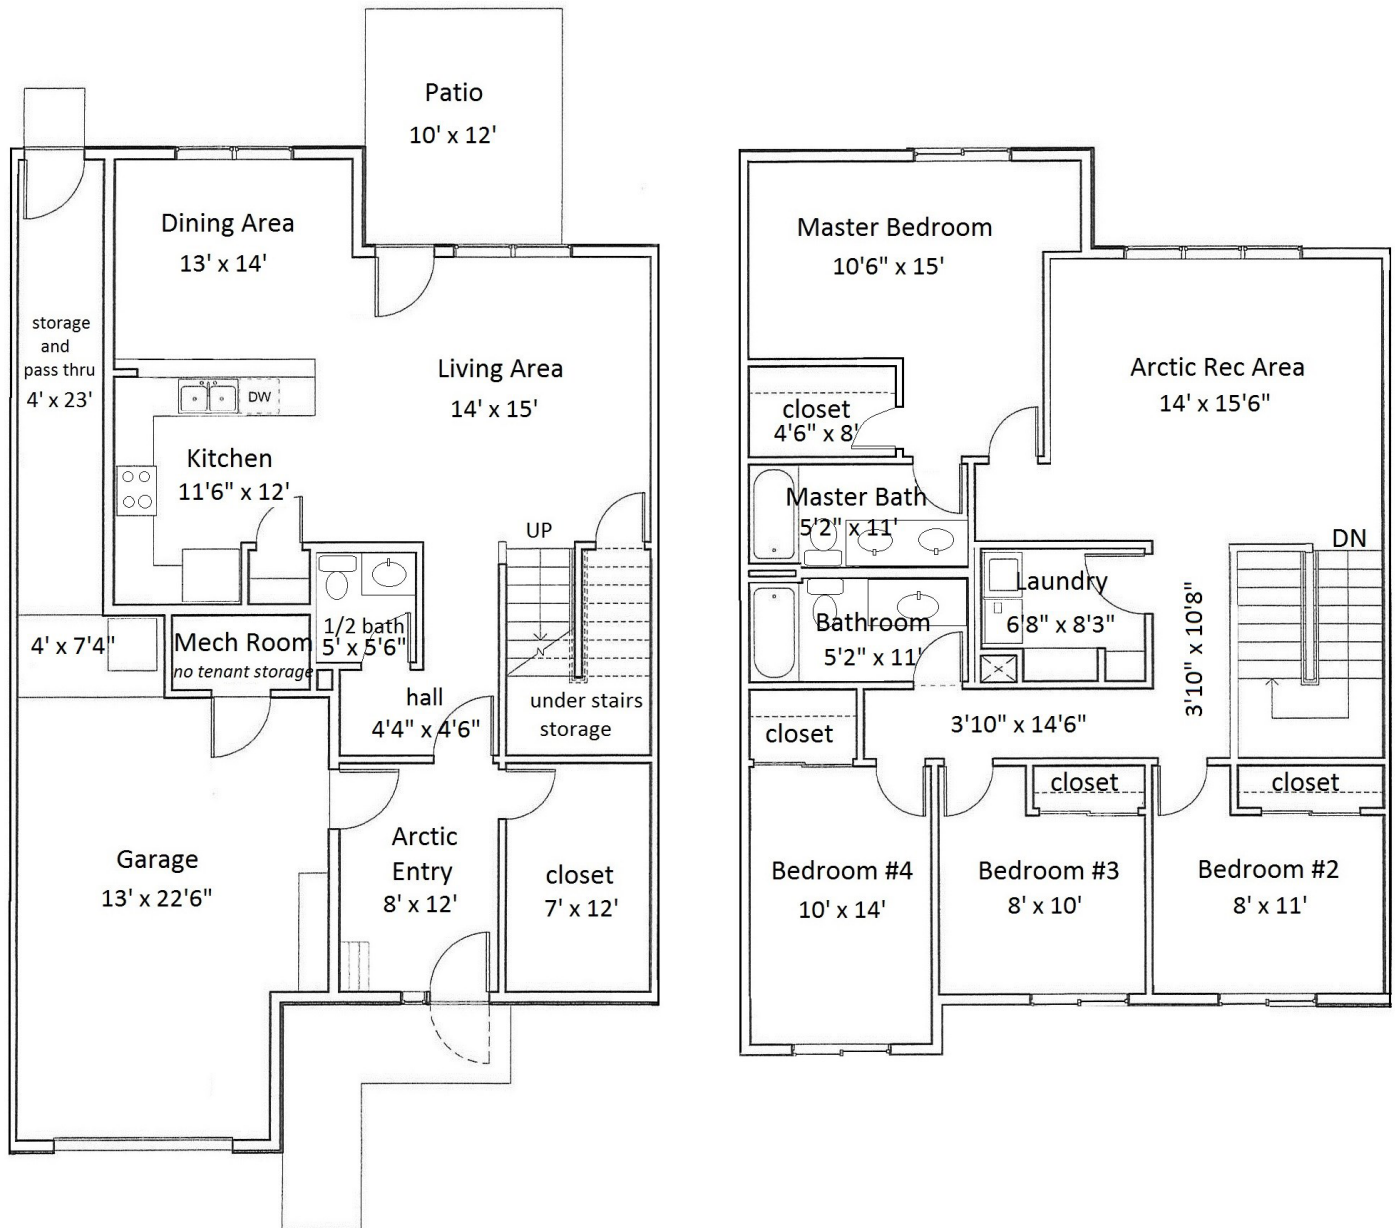 Patio
10' x 12'
Dining Area
13' x 14'
storage
and
pass thru
4' x 23'
Living Area
14' x 15'
DW
Kitchen
11'6" x 12'
UP
1/2 bath
5' x 5'6"
4' x 7'4"
Mech Room
no tenant storage
hall
4'4" x 4'6"
under stairs
storage
Garage
13' x 22'6"
Arctic
Entry
8' x 12'
closet
7' x 12'
Master Bedroom
10'6" x 15'
Arctic Rec Area
14' x 15'6"
closet
4'6" x 8'
Master Bath
5'2" x 11'
DN
Laundry
6'8" x 8'3"
Bathroom
5'2" x 11'
3'10" x 10'8"
3'10" x 14'6"
closet
closet
closet
Bedroom #4
10' x 14'
Bedroom #3
8' x 10'
Bedroom #2
8' x 11'